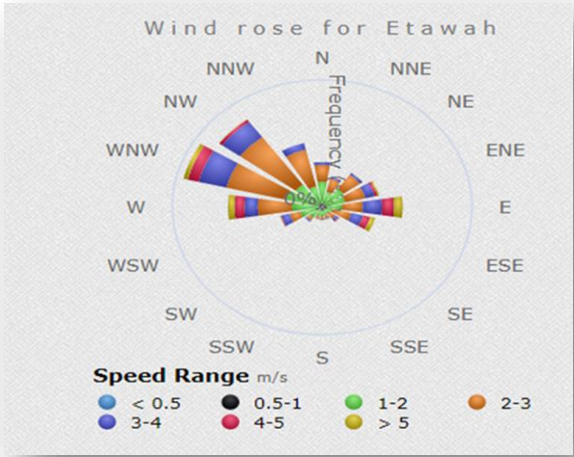 Wind rose for Etawah
N
NNW
NNE
NW
NE
WNW
ENE
Frequency (
0%
W
E
WSW
ESE
SW
SE
SSW
SSE
S
Speed Range m/s
< 0.5
0.5-1
1-2
2-3
3-4
4-5
> 5